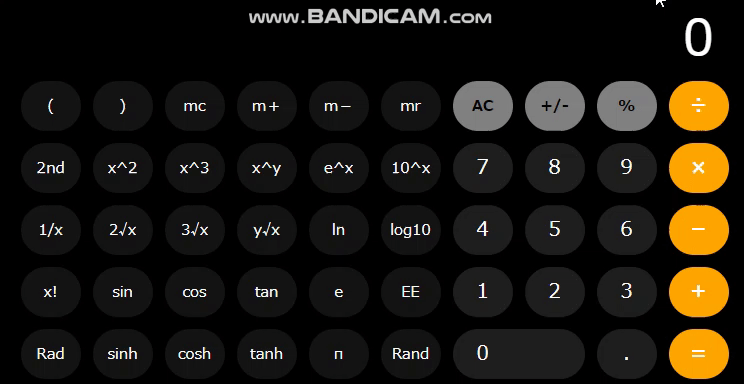 www.BANDICAM.com
0
( ) mc m+ m− mr AC +/- % ÷
2nd x^2 x^3 x^y e^x 10^x 7 8 9 ×
1/x 2√x 3√x y√x ln log10 4 5 6 −
x! sin cos tan e EE 1 2 3 +
Rad sinh cosh tanh п Rand 0 . =